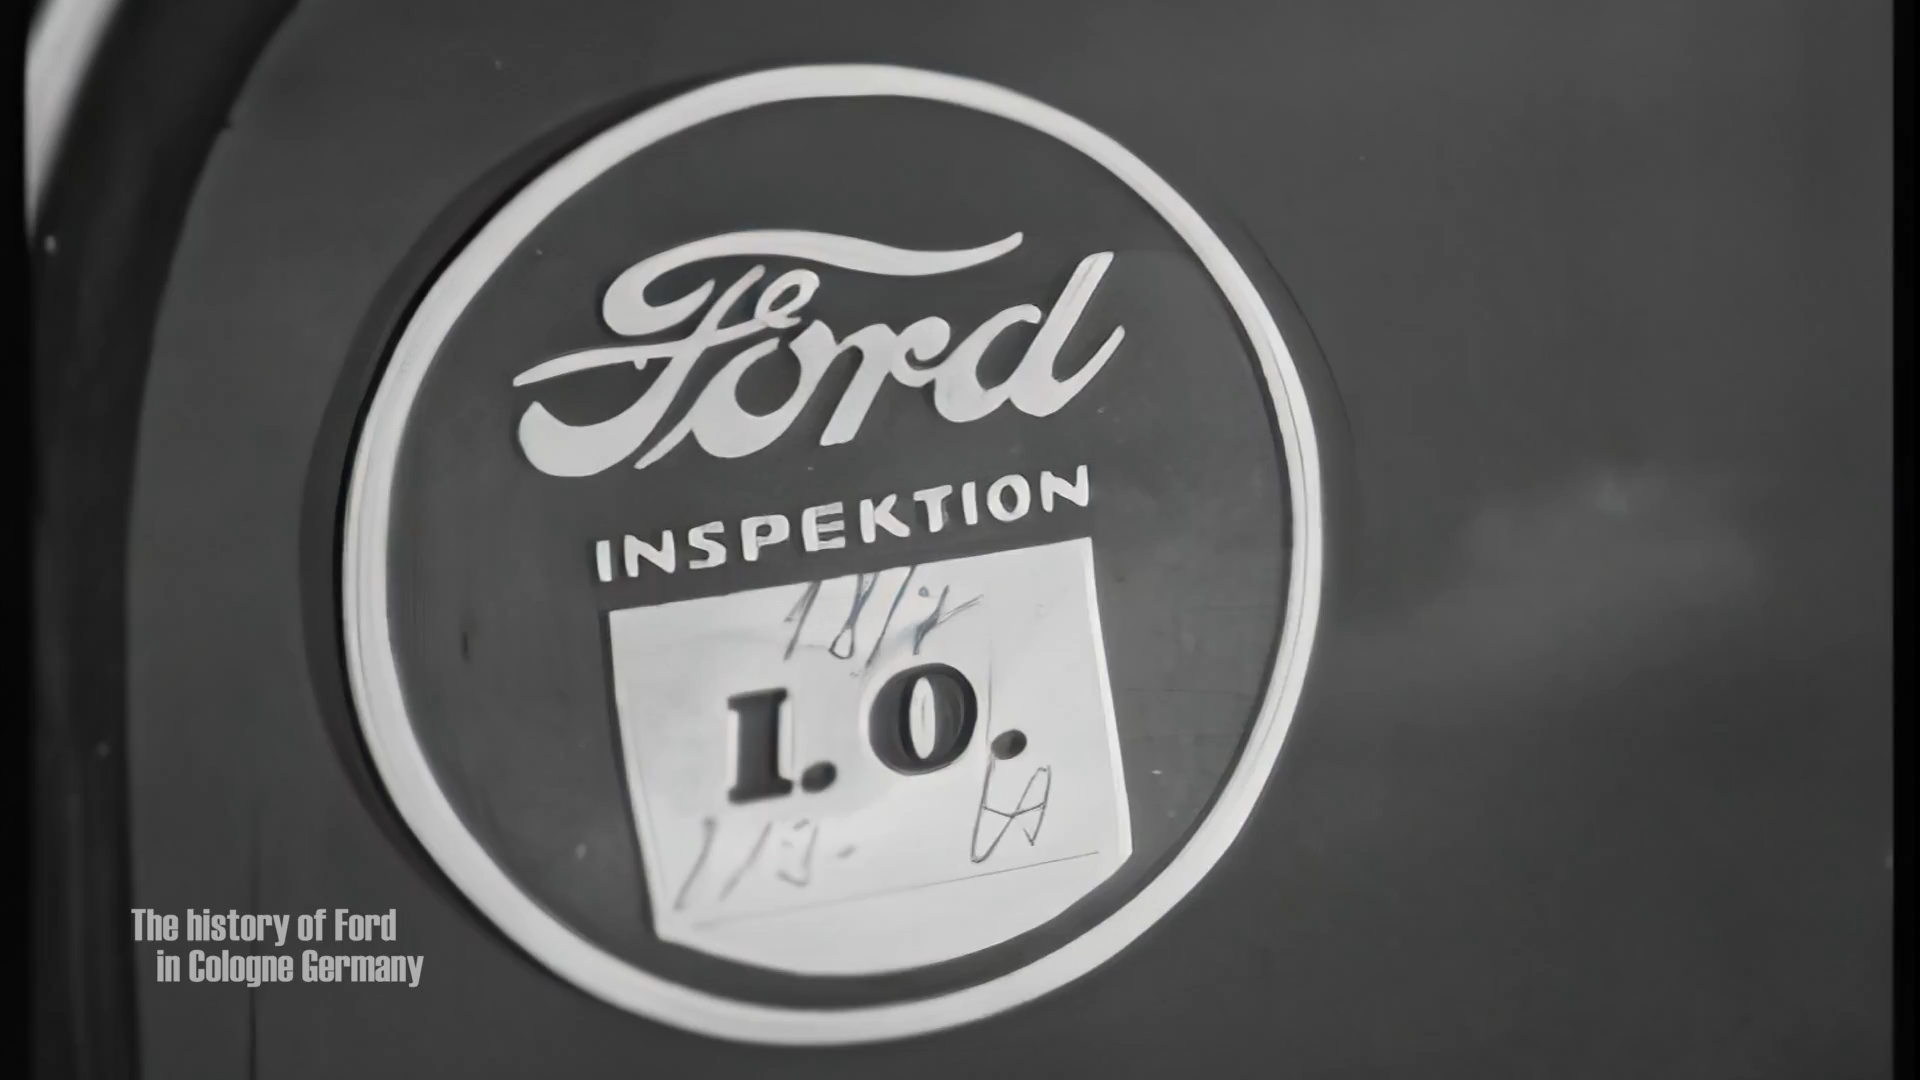 Ford
INSPEKTION
I. O.
The history of Ford
in Cologne Germany